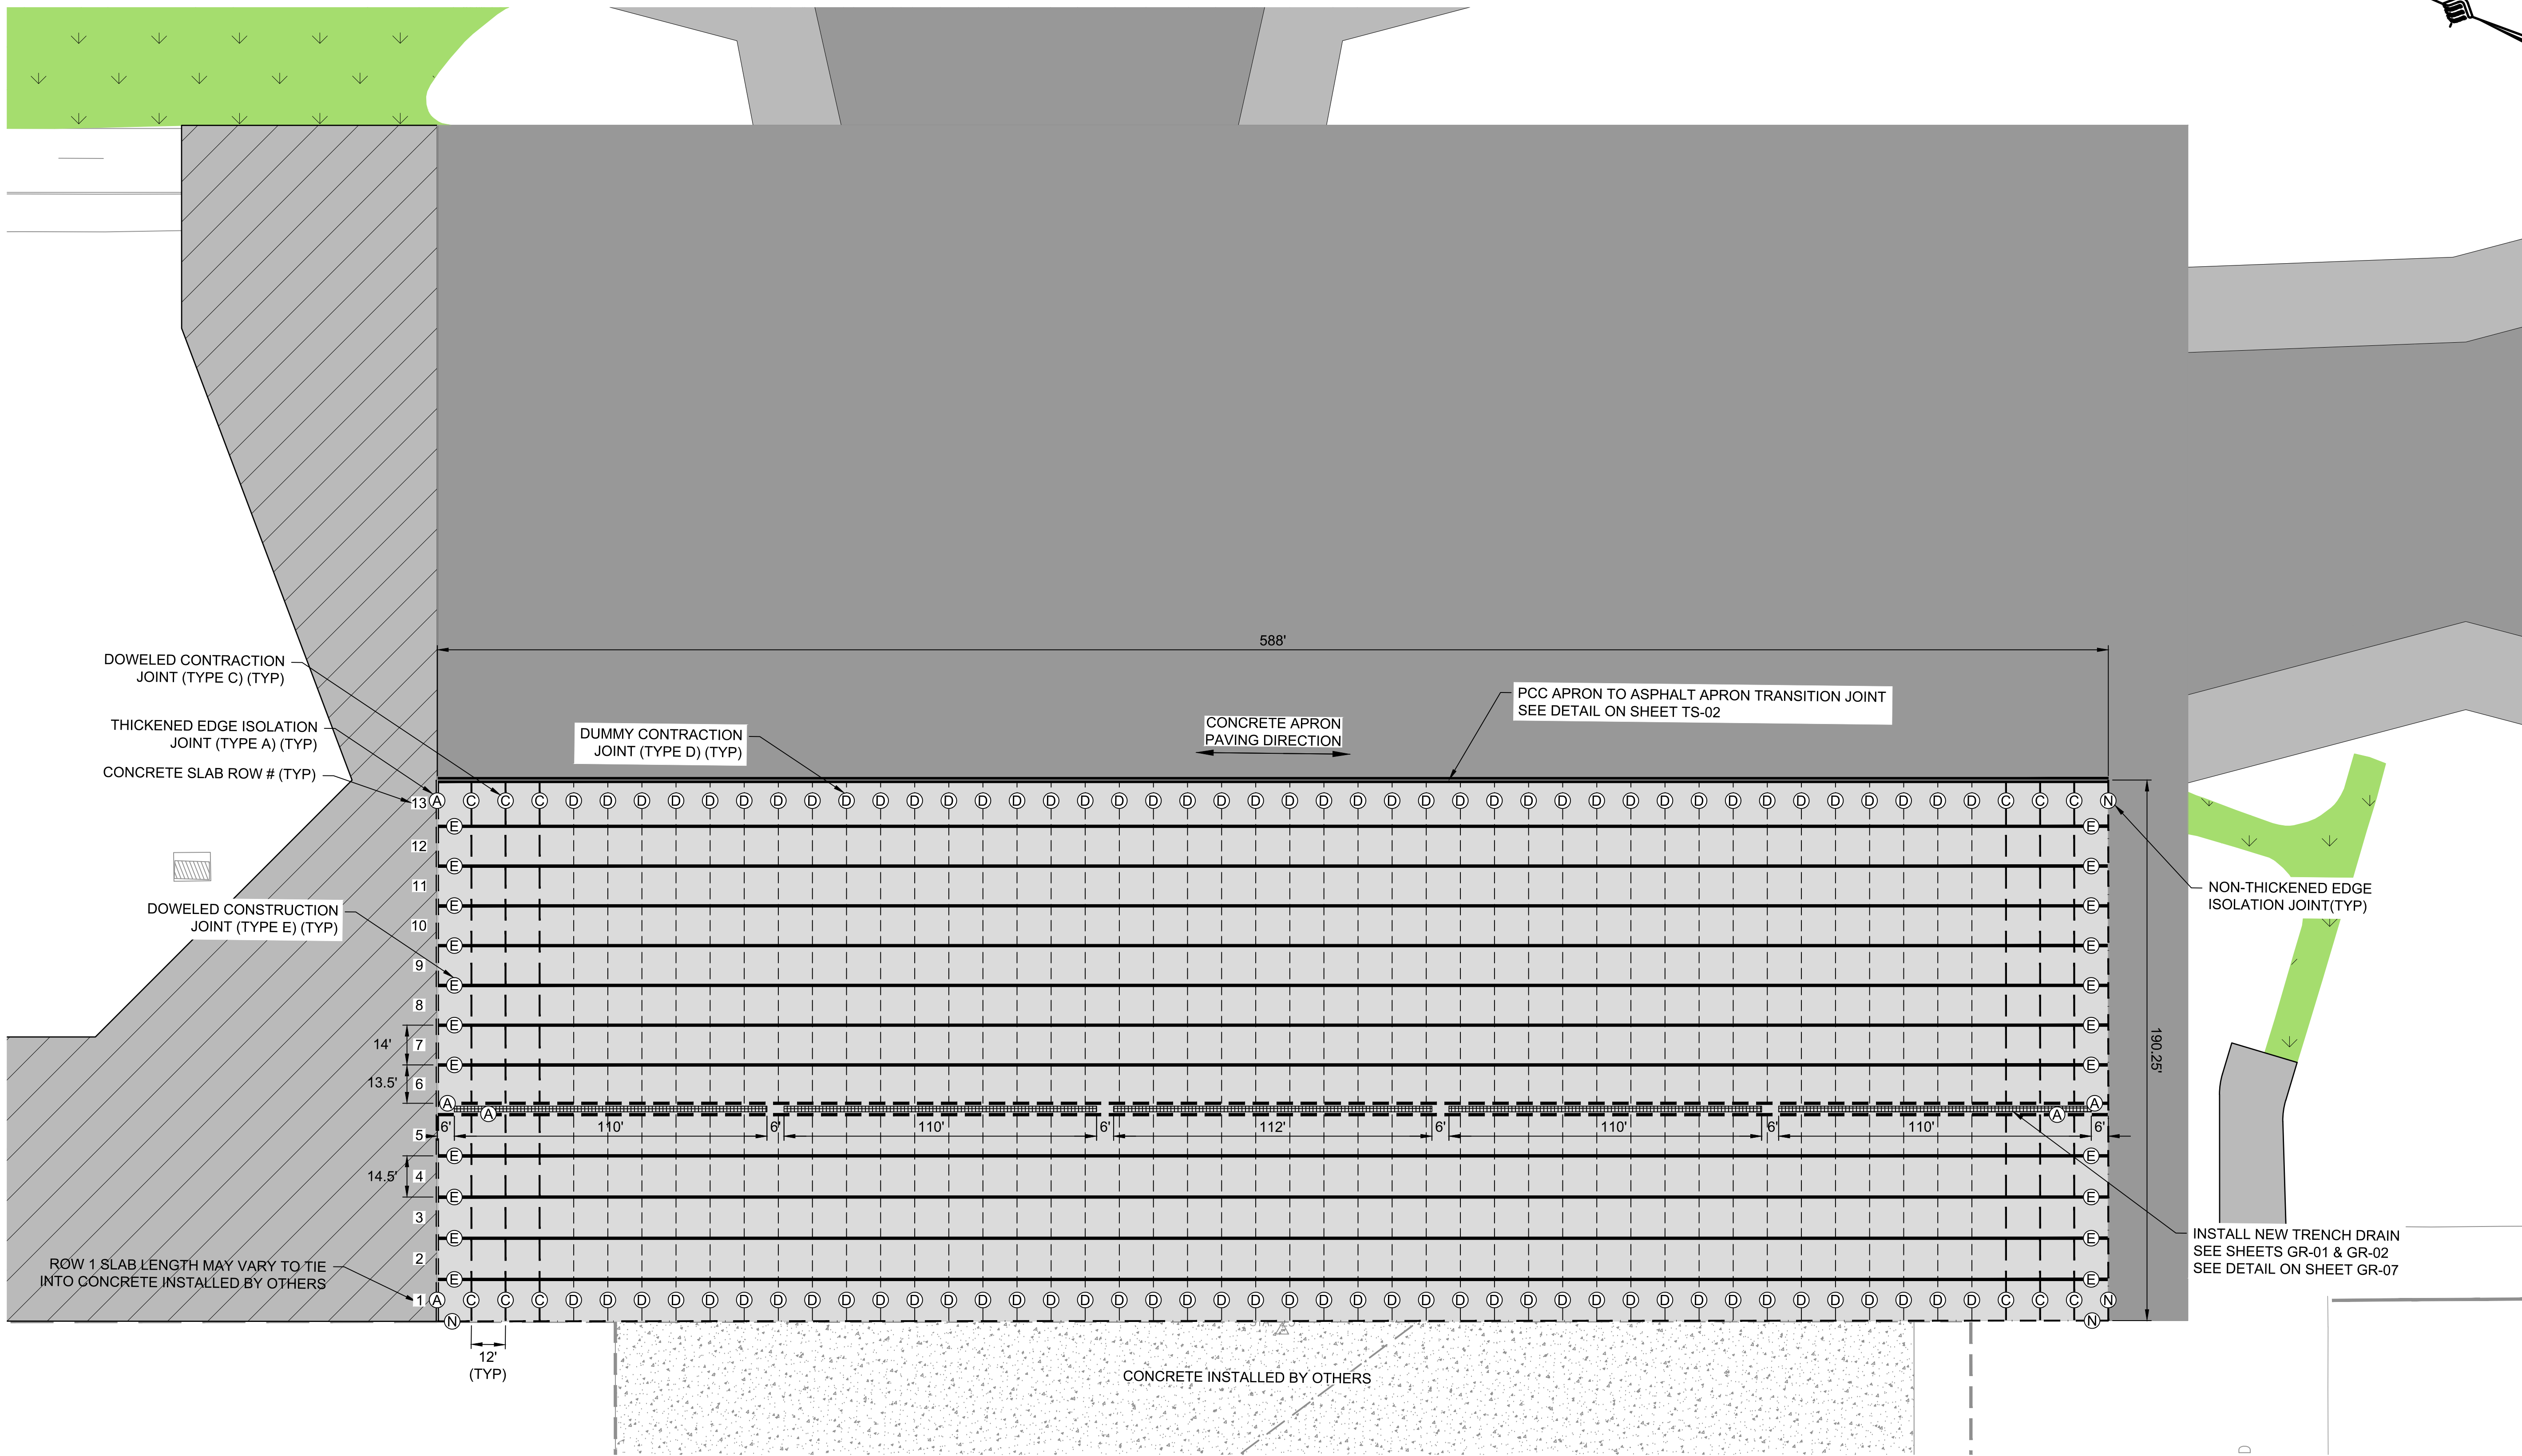 588'
DOWELED CONTRACTION
JOINT (TYPE C) (TYP)
THICKENED EDGE ISOLATION
JOINT (TYPE A) (TYP)
CONCRETE SLAB ROW # (TYP)
DUMMY CONTRACTION
JOINT (TYPE D) (TYP)
CONCRETE APRON
PAVING DIRECTION
PCC APRON TO ASPHALT APRON TRANSITION JOINT
SEE DETAIL ON SHEET TS-02
13 A C C C D D D D D D D D D D D D D D D D D D D D D D D D D D D D D D D D D D D D D D D D D D C C C N
E E
12
E E
11
E E
10
E E
9
E E
8
E E
14' 7
E E
13.5' 6
A A
A A
5 6' 110' 6' 110' 6' 112' 6' 110' 6' 110' 6'
E E
14.5' 4
E E
3
E E
2
E E
1 A C C C D D D D D D D D D D D D D D D D D D D D D D D D D D D D D D D D D D D D D D D D D D C C C N
N N
DOWELED CONSTRUCTION
JOINT (TYPE E) (TYP)
ROW 1 SLAB LENGTH MAY VARY TO TIE
INTO CONCRETE INSTALLED BY OTHERS
12'
(TYP)
CONCRETE INSTALLED BY OTHERS
190.25'
NON-THICKENED EDGE
ISOLATION JOINT(TYP)
INSTALL NEW TRENCH DRAIN
SEE SHEETS GR-01 & GR-02
SEE DETAIL ON SHEET GR-07